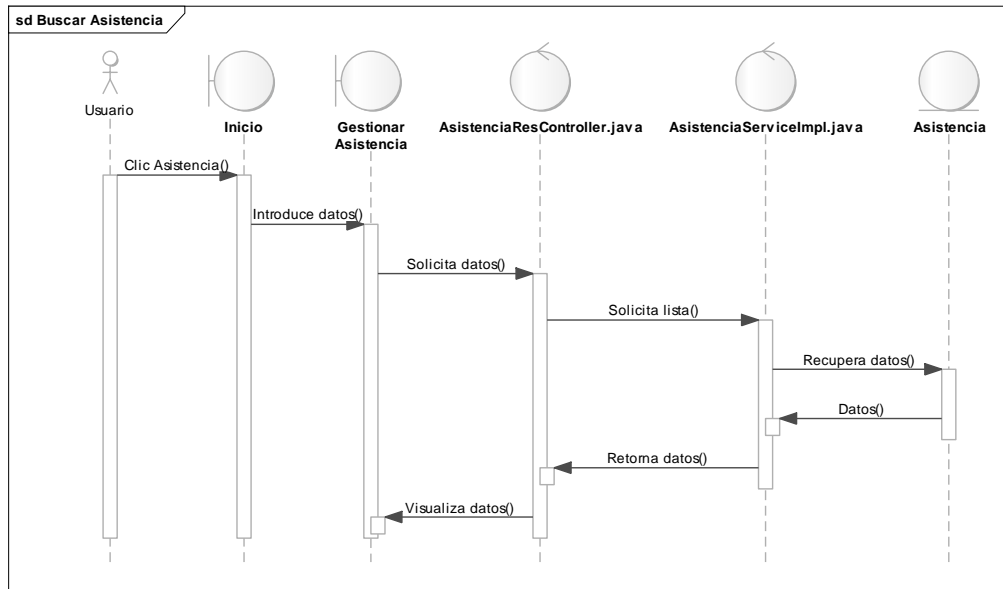 sd Buscar Asistencia
Usuario
Inicio
Gestionar
Asistencia
AsistenciaResController.java
AsistenciaServiceImpl.java
Asistencia
Clic Asistencia()
Introduce datos()
Solicita datos()
Solicita lista()
Recupera datos()
Datos()
Retorna datos()
Visualiza datos()